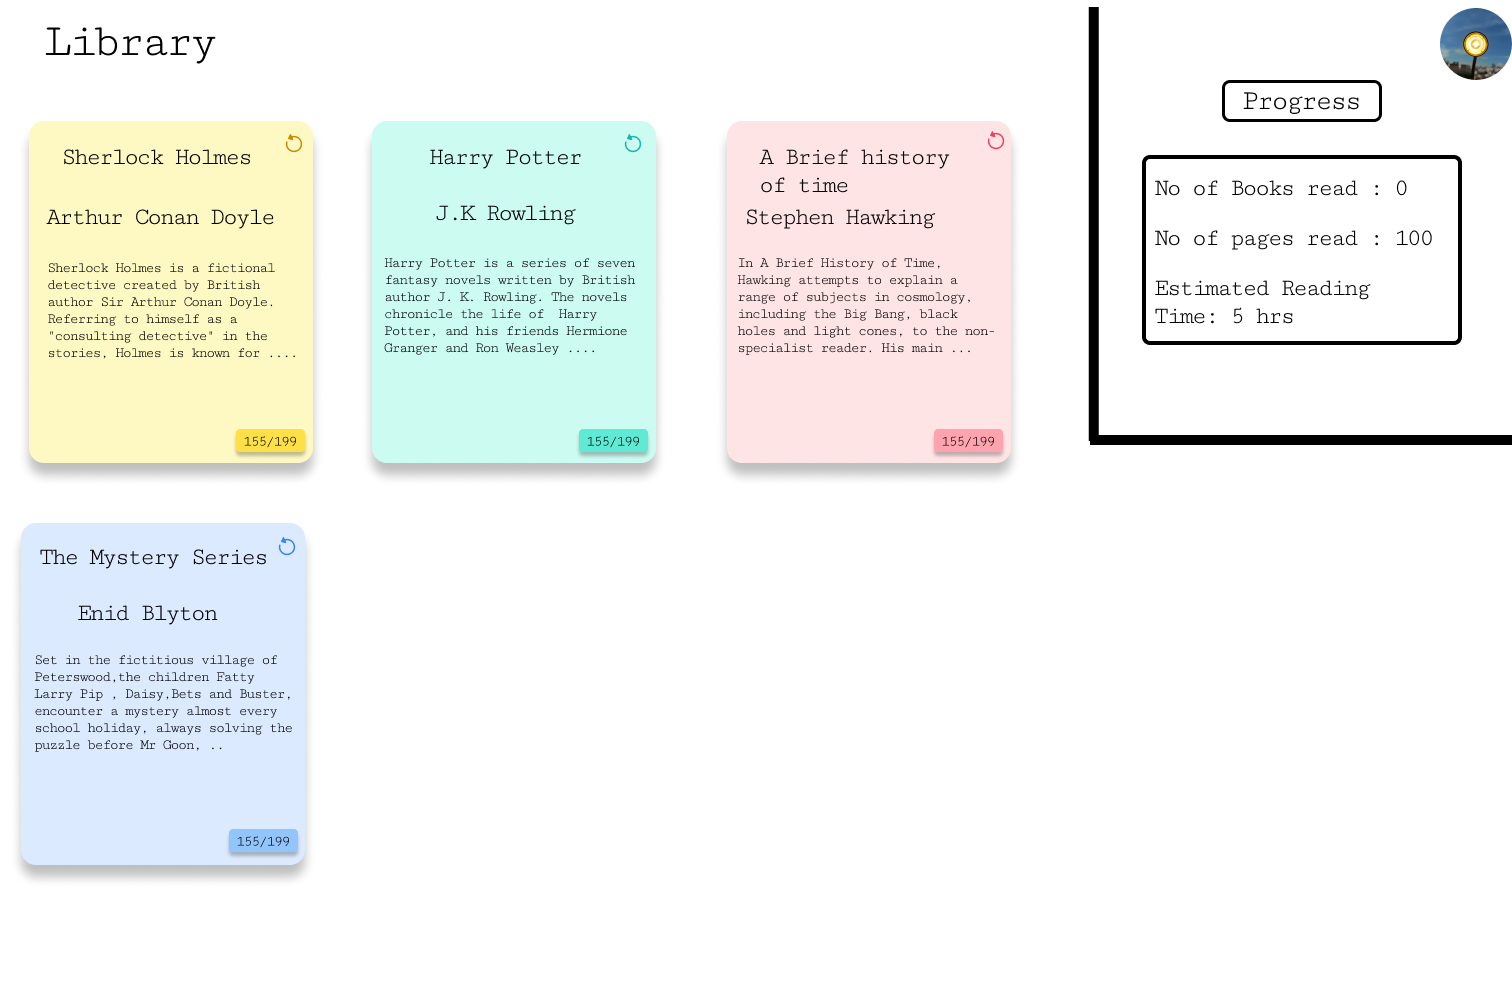 Library
Sherlock Holmes
Arthur Conan Doyle
Sherlock Holmes is a fictional
detective created by British
author Sir Arthur Conan Doyle.
Referring to himself as a
"consulting detective" in the
stories, Holmes is known for ....
155/199
Harry Potter
J.K Rowling
Harry Potter is a series of seven
fantasy novels written by British
author J. K. Rowling. The novels
chronicle the life of  Harry
Potter, and his friends Hermione
Granger and Ron Weasley ....
155/199
A Brief history
of time
Stephen Hawking
In A Brief History of Time,
Hawking attempts to explain a
range of subjects in cosmology,
including the Big Bang, black
holes and light cones, to the non-
specialist reader. His main ...
155/199
Progress
No of Books read : 0
No of pages read : 100
Estimated Reading
Time: 5 hrs
The Mystery Series
Enid Blyton
Set in the fictitious village of
Peterswood,the children Fatty
Larry Pip , Daisy,Bets and Buster,
encounter a mystery almost every
school holiday, always solving the
puzzle before Mr Goon, ..
155/199